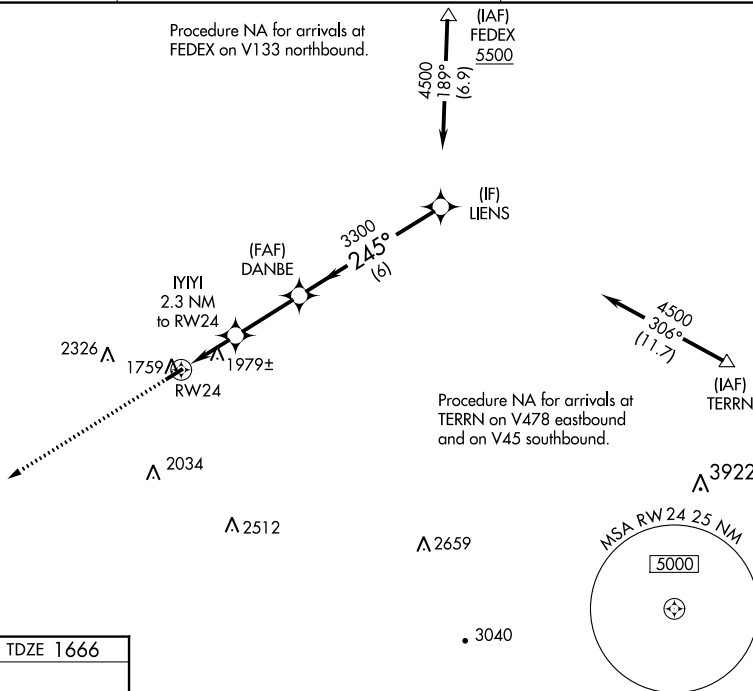 Procedure NA for arrivals at
FEDEX on V133 northbound.
(IAF)
FEDEX
5500
4500
189°
(6.9)
(IF)
LIENS
3300
245°
(6)
(FAF)
DANBE
IYIYI
2.3 NM
to RW24
2326
1759
1979±
RW24
4500
306°
(11.7)
(IAF)
TERRN
Procedure NA for arrivals at
TERRN on V478 eastbound
and on V45 southbound.
2034
3922
2512
2659
MSA RW 24 25 NM
5000
3040
TDZE 1666